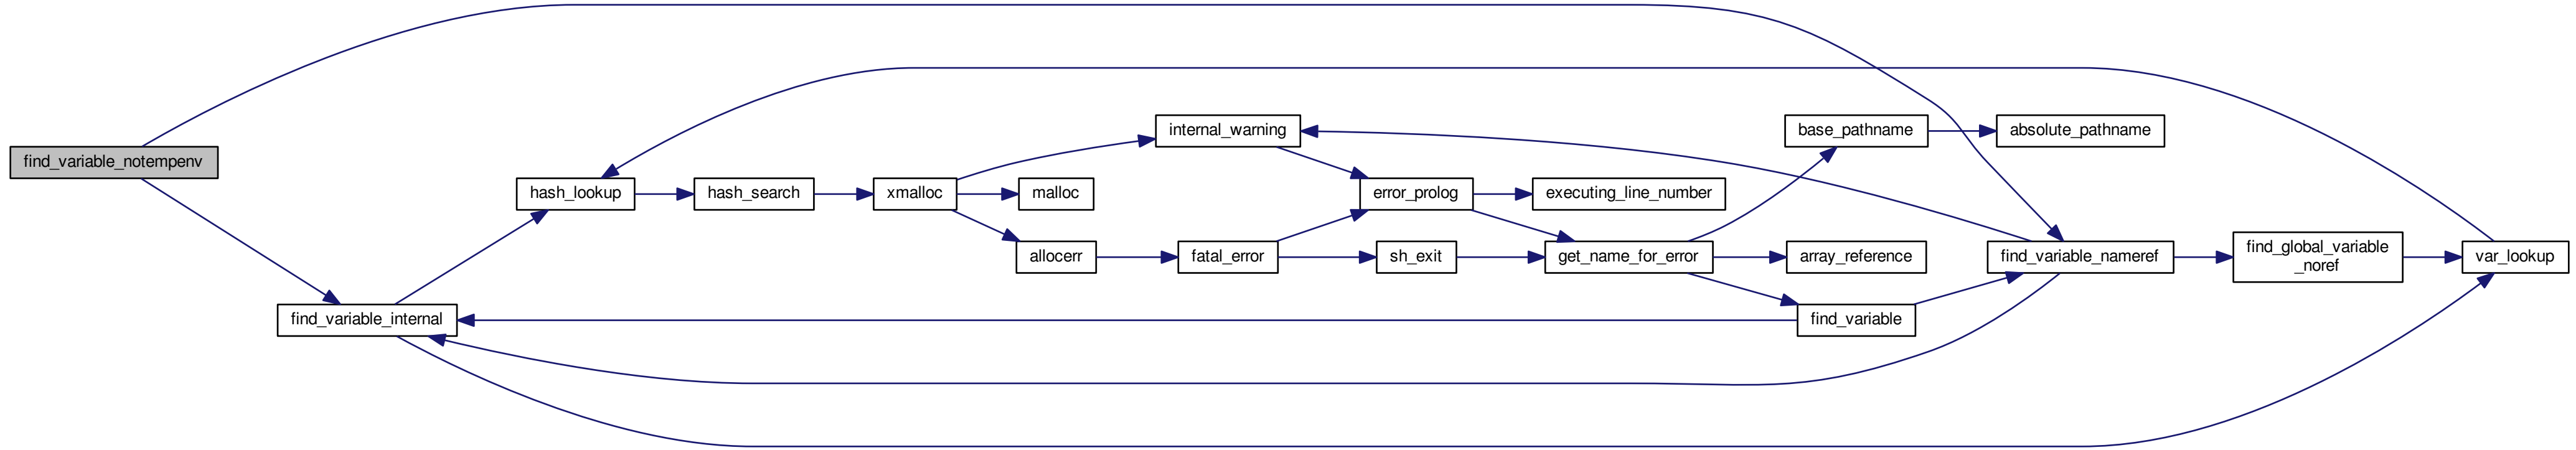 internal_warning
base_pathname
absolute_pathname
find_variable_notempenv
hash_lookup
hash_search
xmalloc
malloc
error_prolog
executing_line_number
allocerr
fatal_error
sh_exit
get_name_for_error
array_reference
find_variable_nameref
find_global_variable
_noref
var_lookup
find_variable_internal
find_variable